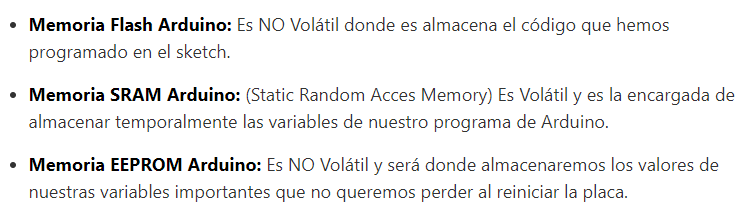 • Memoria Flash Arduino: Es NO Volátil donde es almacena el código que hemos
programado en el sketch.
• Memoria SRAM Arduino: (Static Random Acces Memory) Es Volátil y es la encargada de
almacenar temporalmente las variables de nuestro programa de Arduino.
• Memoria EEPROM Arduino: Es NO Volátil y será donde almacenaremos los valores de
nuestras variables importantes que no queremos perder al reiniciar la placa.